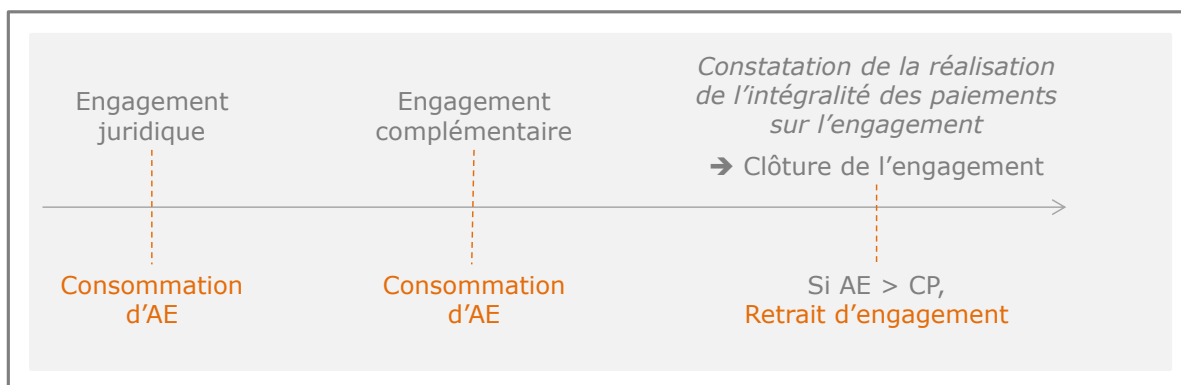 Engagement
juridique
Engagement
complémentaire
Constatation de la réalisation
de l’intégralité des paiements
sur l’engagement
➔ Clôture de l’engagement
Consommation
d’AE
Consommation
d’AE
Si AE > CP,
Retrait d’engagement